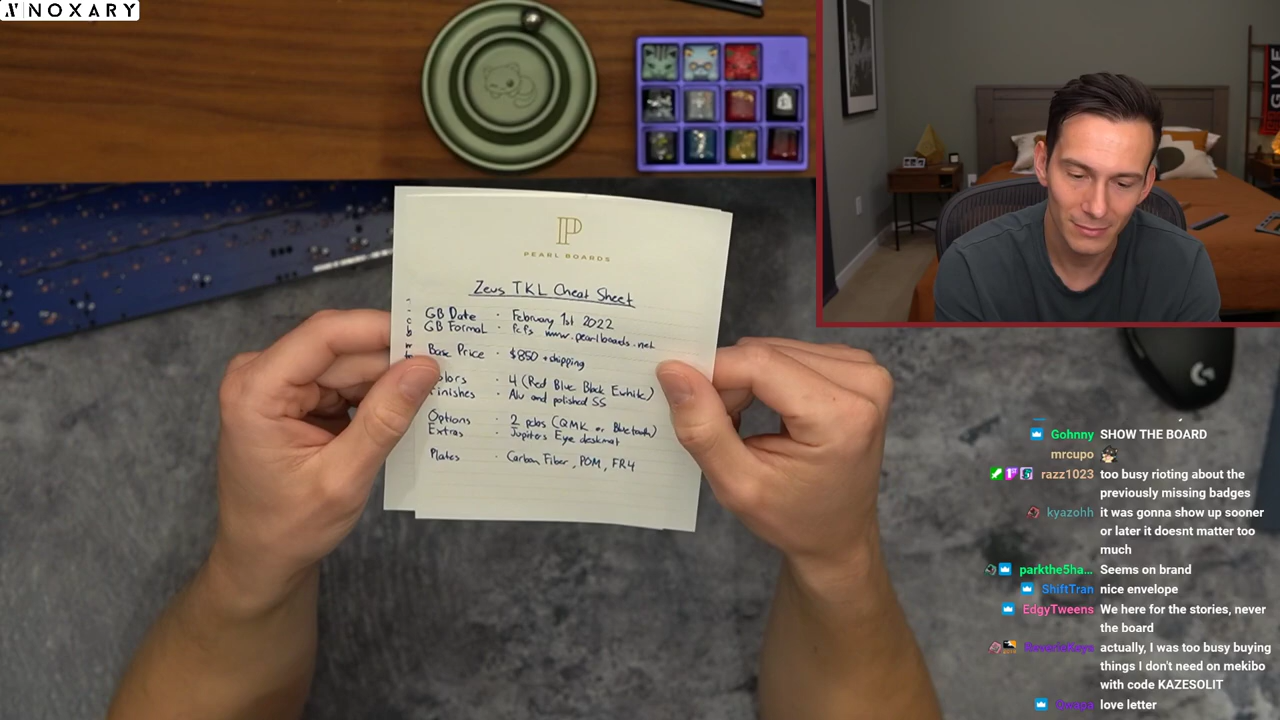 NOXARY
PEARL BOARDS
Zeus TKL Cheat Sheet
GB Date - February 1st 2022
GB Format - fcfs www.pearlboards.net
Base Price - $850 + shipping
olors - 4 (Red Blue Black Ewhite)
Finishes - Alu and polished SS
Options - 2 pcbs (QMK or Bluetooth)
Extras - Jupiters Eye deskmat
Plates - Carbon Fiber, POM, FR4
Gohnny SHOW THE BOARD
mrcupo
razz1023 too busy rioting about the
previously missing badges
kyazohh it was gonna show up sooner
or later it doesnt matter too
much
parkthe5ha... Seems on brand
ShiftTran nice envelope
EdgyTweens We here for the stories, never
the board
actually, I was too busy buying
things I don't need on mekibo
with code KAZESOLIT
love letter